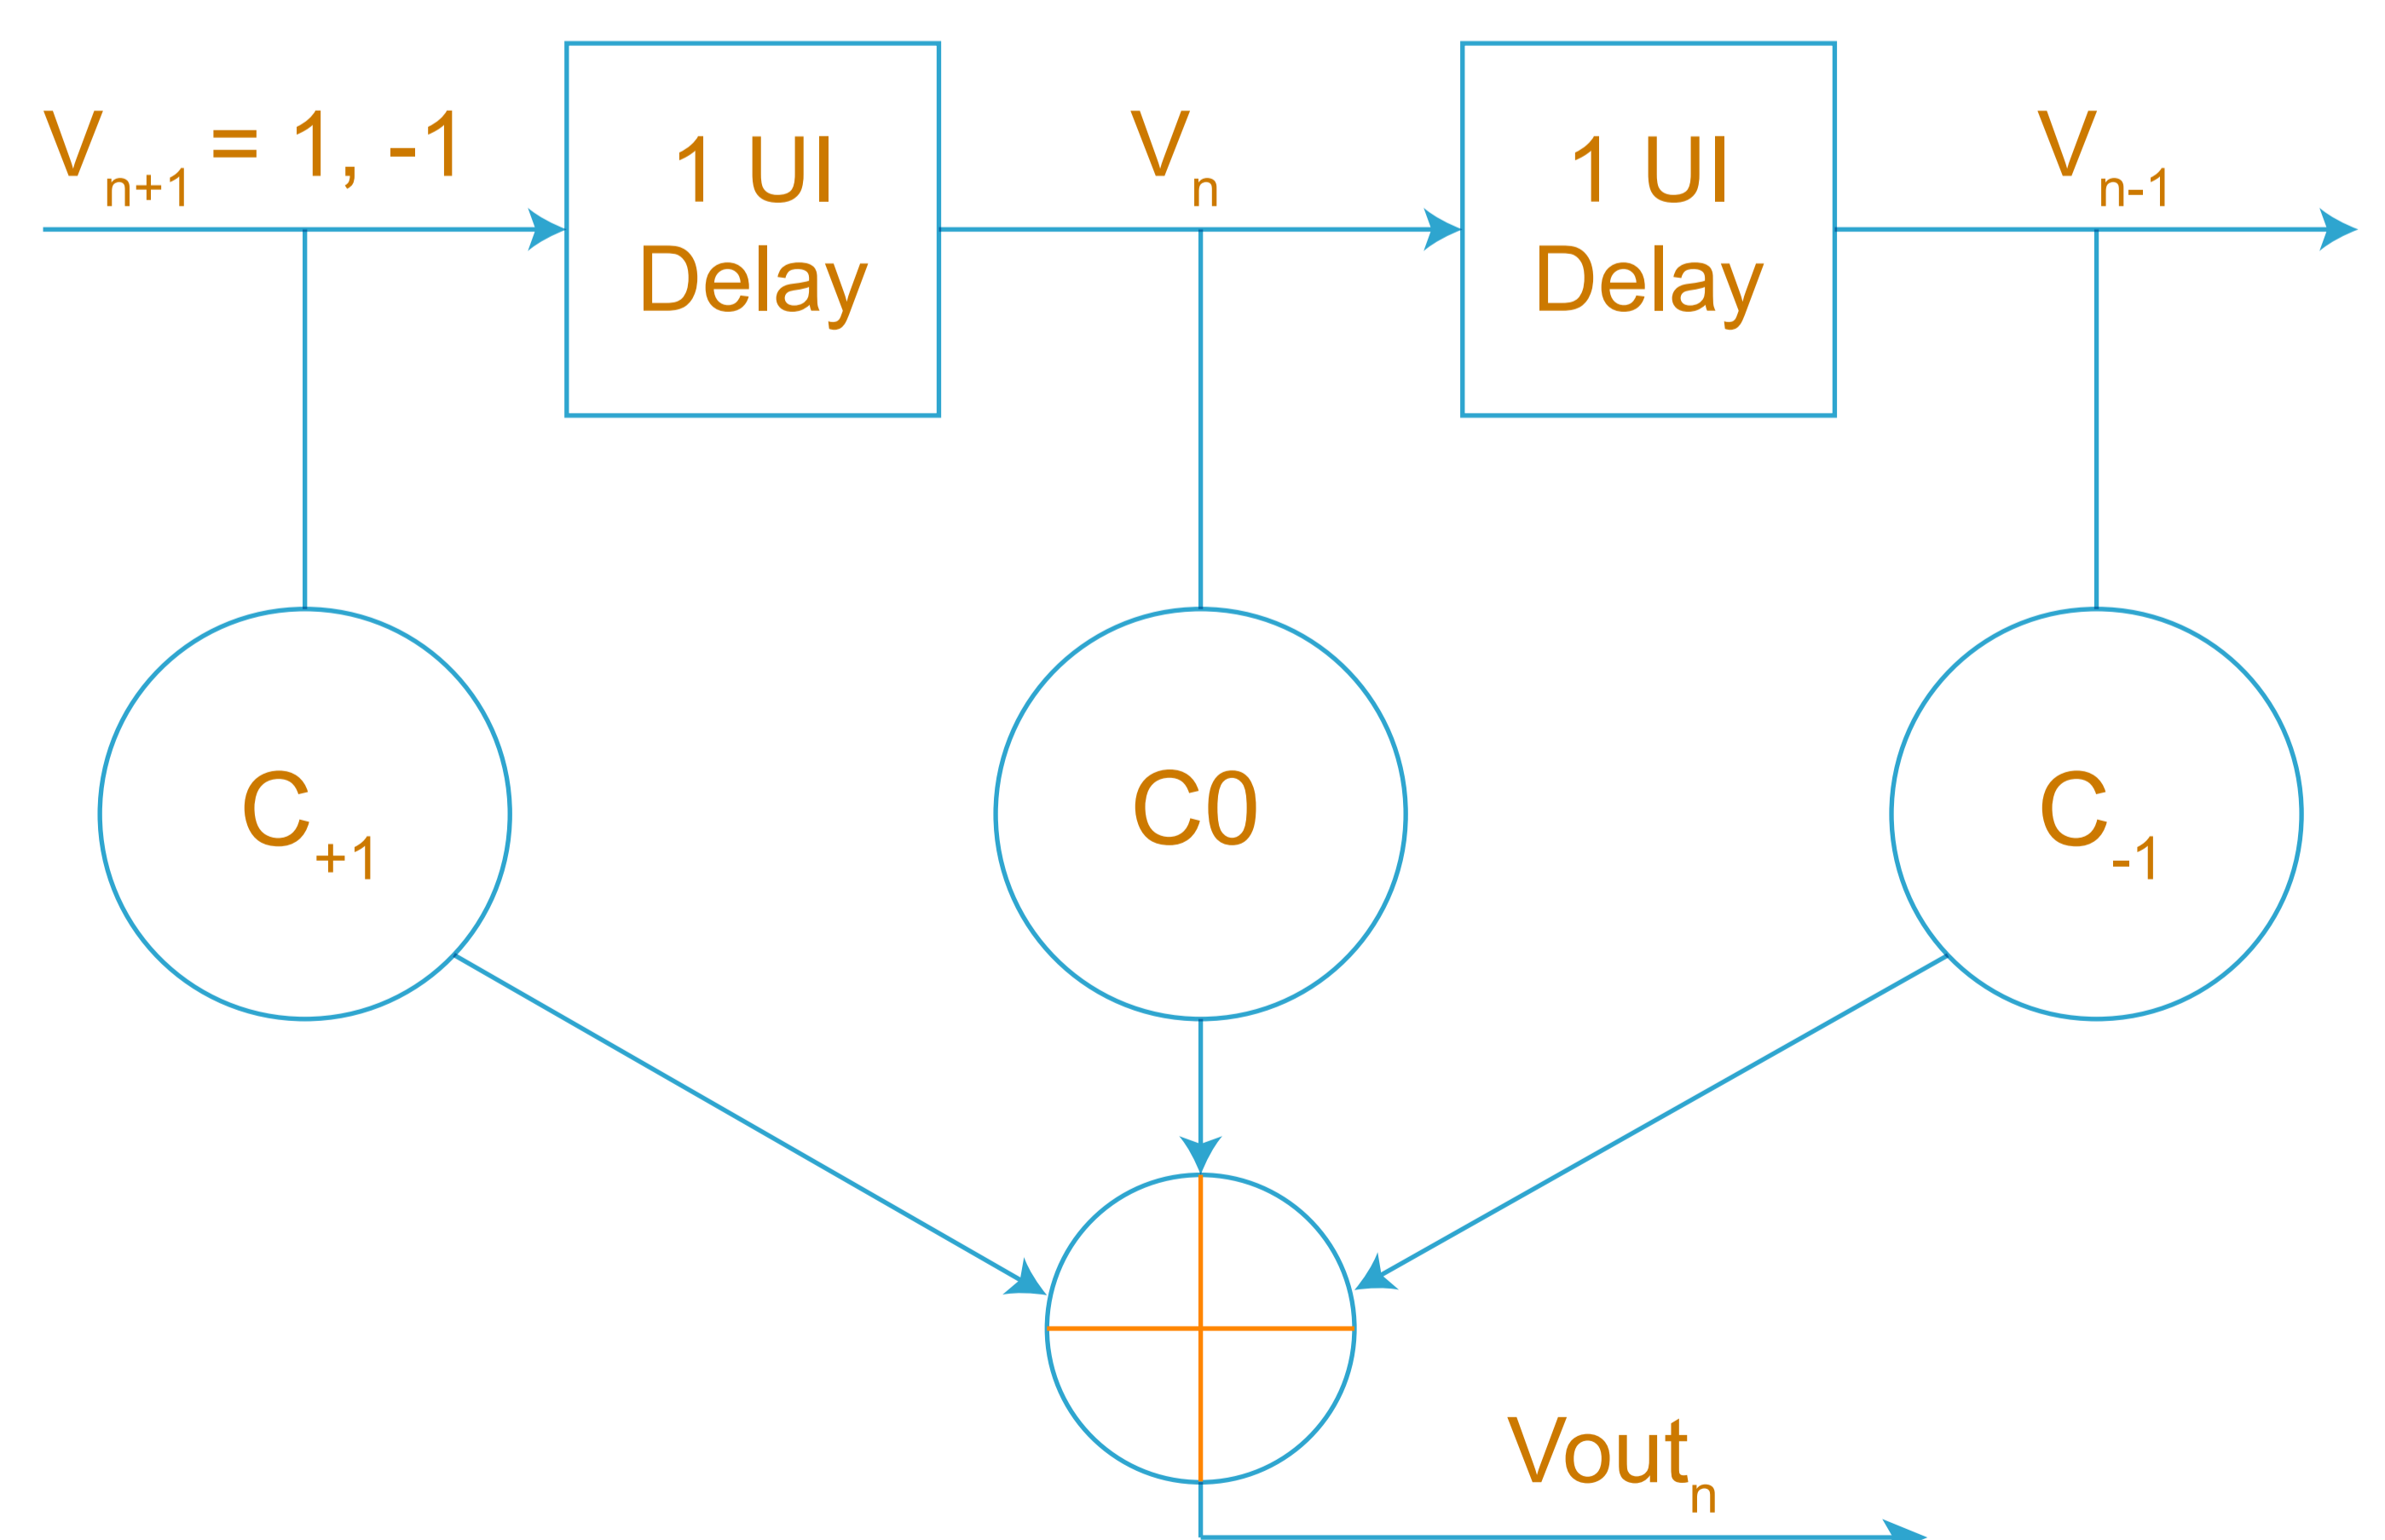 Vn+1 = 1, -1
1 UI
Delay
Vn
1 UI
Delay
Vn-1
C+1
C0
C-1
Voutn